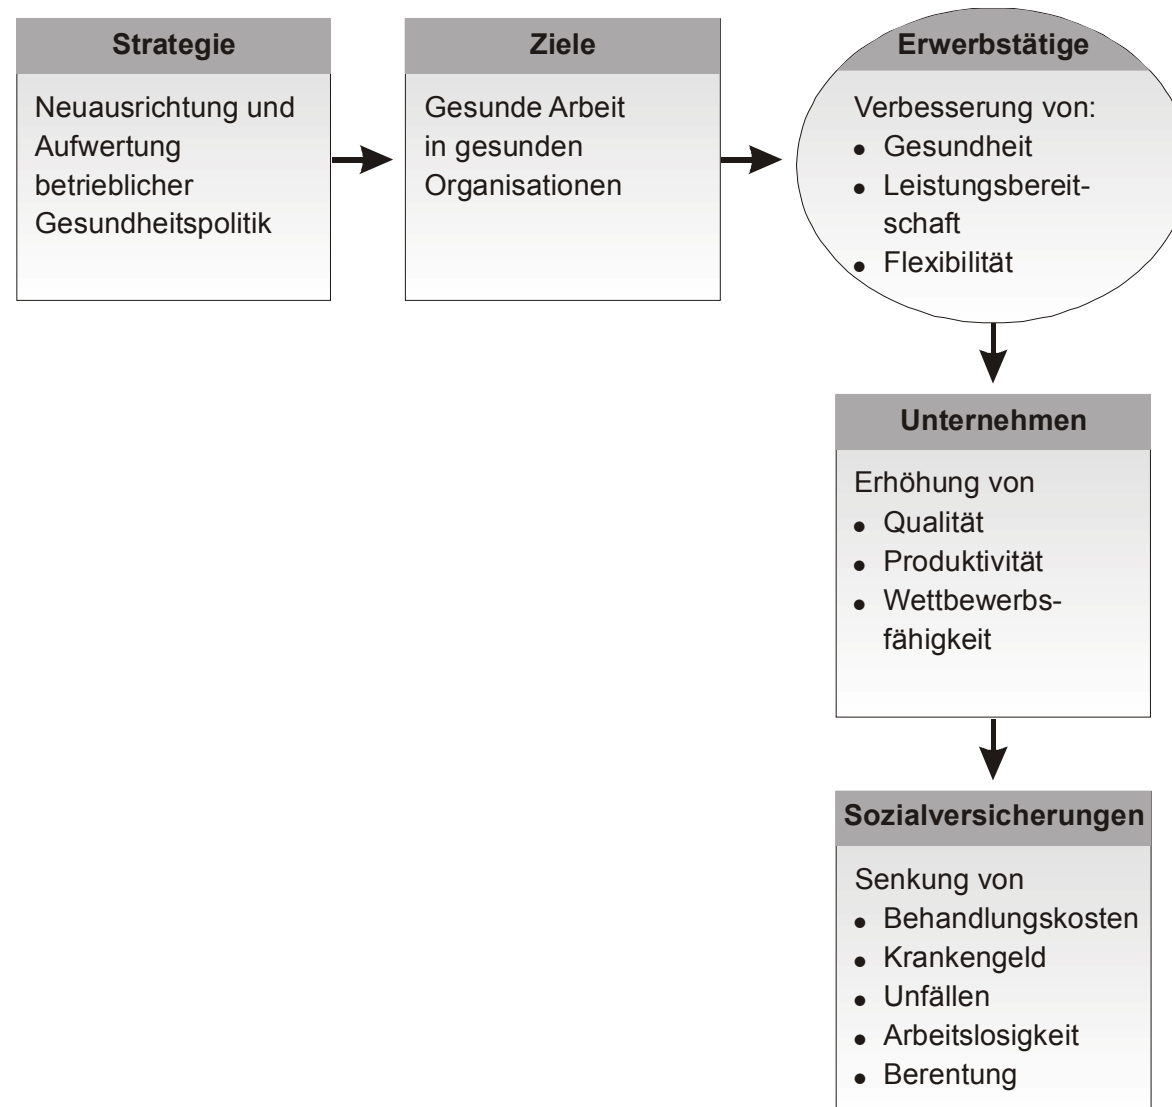 Strategie
Neuausrichtung und
Aufwertung
betrieblicher
Gesundheitspolitik
Ziele
Gesunde Arbeit
in gesunden
Organisationen
Erwerbstätige
Verbesserung von:
• Gesundheit
• Leistungsbereit-
schaft
• Flexibilität
Unternehmen
Erhöhung von
• Qualität
• Produktivität
• Wettbewerbs-
fähigkeit
Sozialversicherungen
Senkung von
• Behandlungskosten
• Krankengeld
• Unfällen
• Arbeitslosigkeit
• Berentung